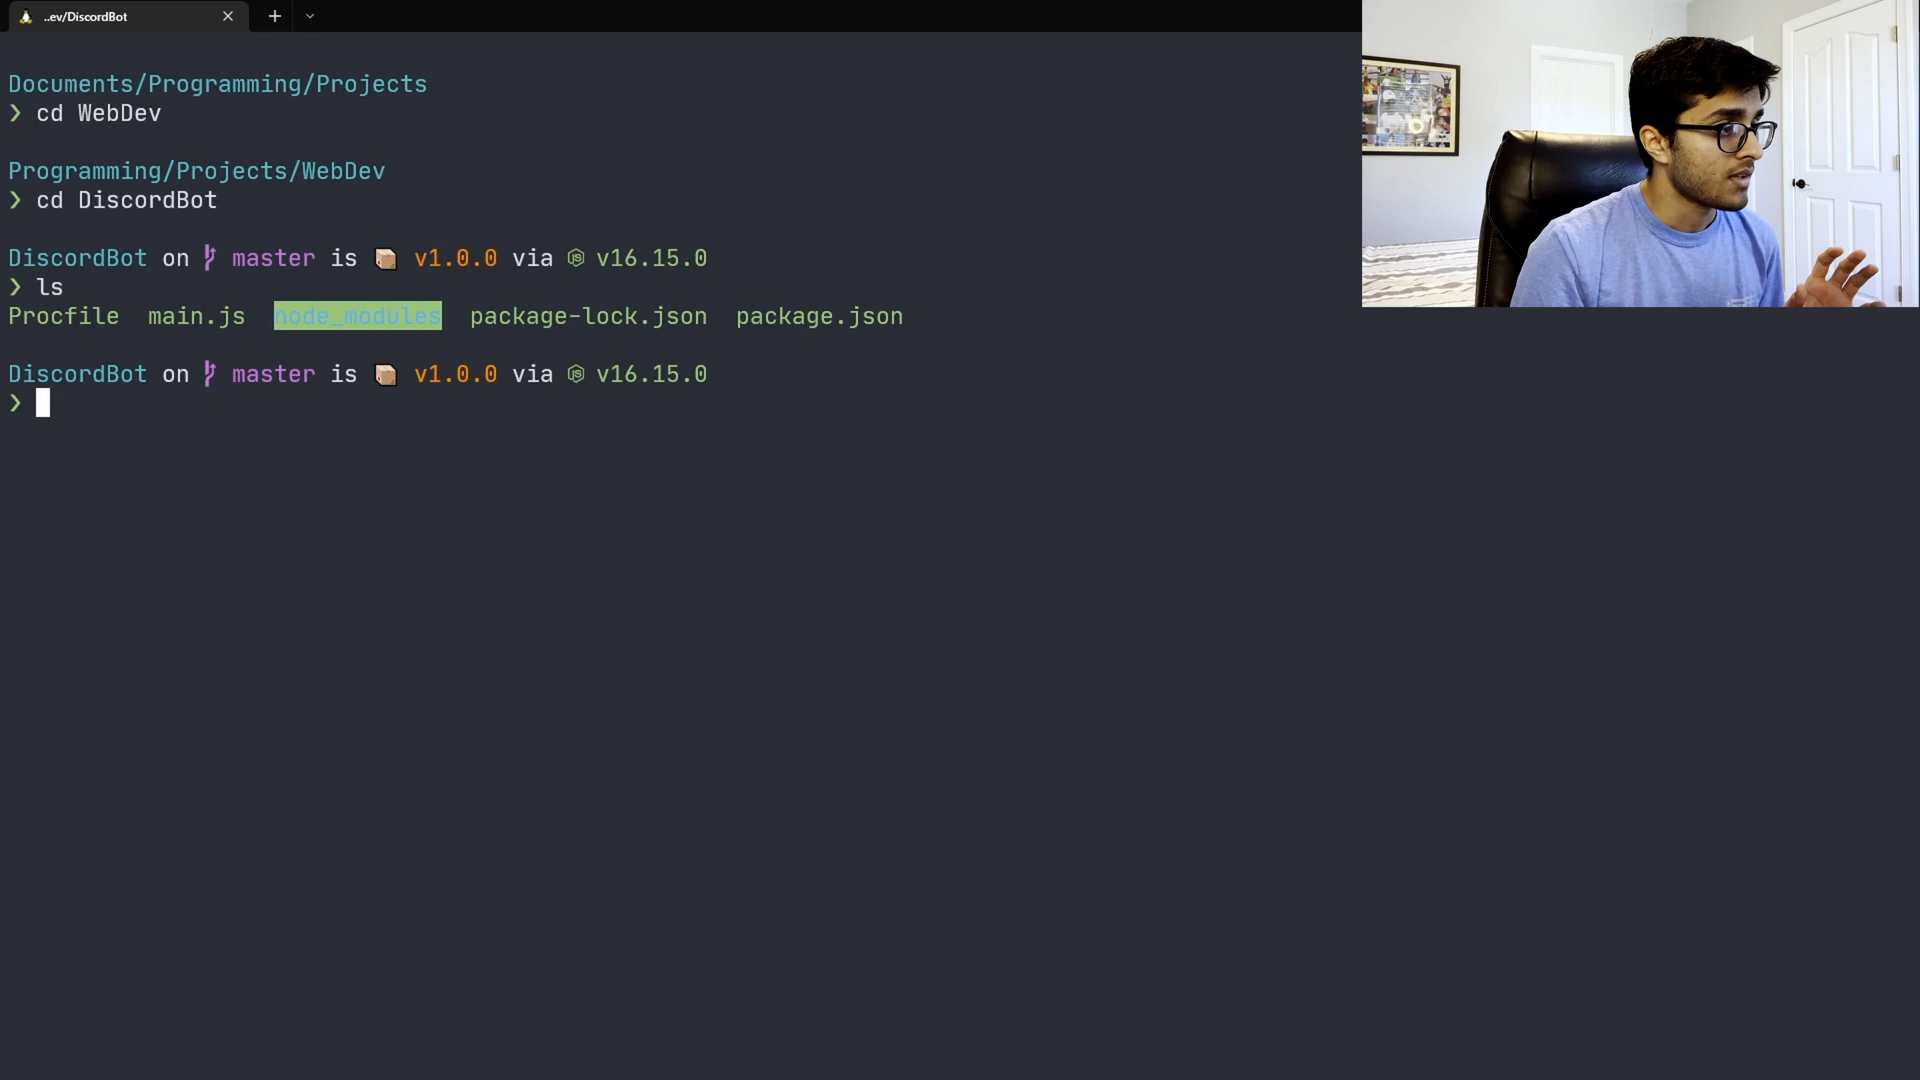 ..ev/DiscordBot
Documents/Programming/Projects
❯ cd WebDev
Programming/Projects/WebDev
❯ cd DiscordBot
DiscordBot on master is 📦 v1.0.0 via v16.15.0
❯ ls
Procfile main.js node_modules package-lock.json package.json
DiscordBot on master is 📦 v1.0.0 via v16.15.0
❯